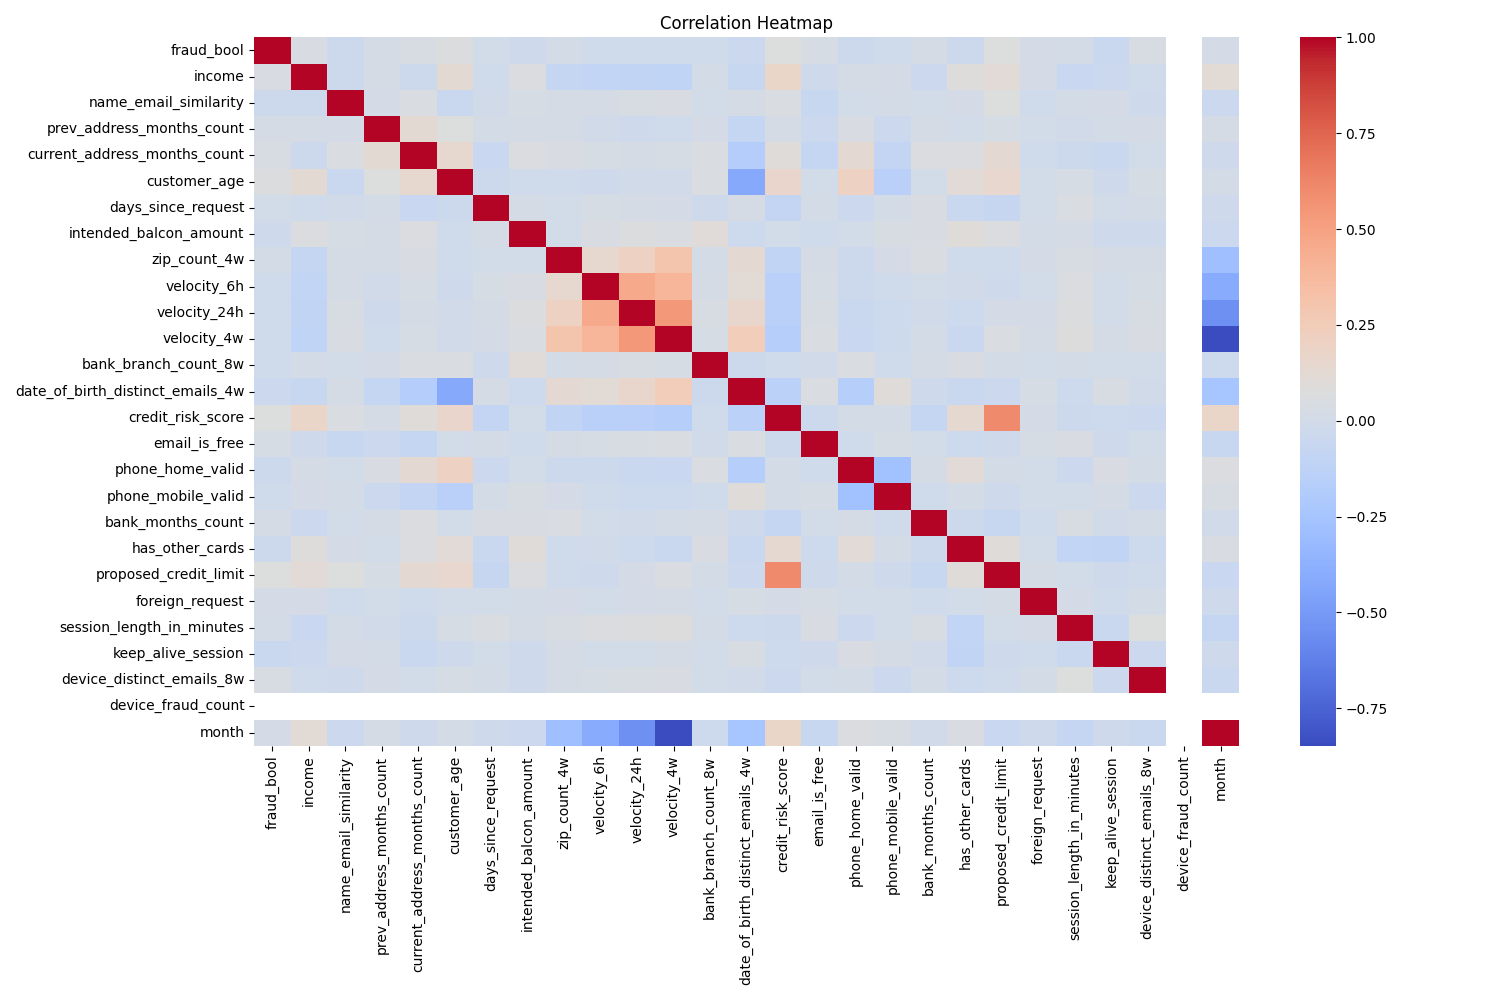 Correlation Heatmap
fraud_bool
income
name_email_similarity
prev_address_months_count
current_address_months_count
customer_age
days_since_request
intended_balcon_amount
zip_count_4w
velocity_6h
velocity_24h
velocity_4w
bank_branch_count_8w
date_of_birth_distinct_emails_4w
credit_risk_score
email_is_free
phone_home_valid
phone_mobile_valid
bank_months_count
has_other_cards
proposed_credit_limit
foreign_request
session_length_in_minutes
keep_alive_session
device_distinct_emails_8w
device_fraud_count
month
fraud_bool
income
name_email_similarity
prev_address_months_count
current_address_months_count
customer_age
days_since_request
intended_balcon_amount
zip_count_4w
velocity_6h
velocity_24h
velocity_4w
bank_branch_count_8w
date_of_birth_distinct_emails_4w
credit_risk_score
email_is_free
phone_home_valid
phone_mobile_valid
bank_months_count
has_other_cards
proposed_credit_limit
foreign_request
session_length_in_minutes
keep_alive_session
device_distinct_emails_8w
device_fraud_count
month
1.00
0.75
0.50
0.25
0.00
−0.25
−0.50
−0.75